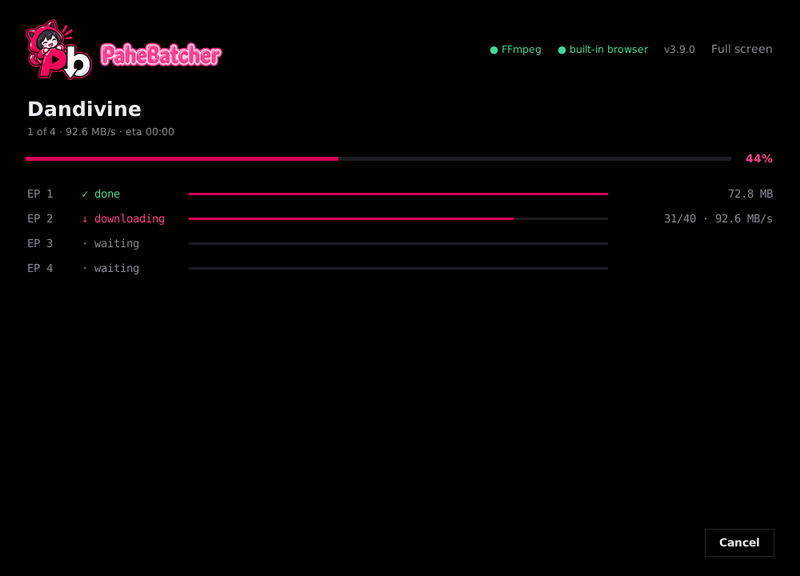 Pb PaheBatcher ● FFmpeg ● built-in browser v3.9.0 Full screen
Dandivine
1 of 4 · 92.6 MB/s · eta 00:00
44%
EP 1 ✓ done 72.8 MB
EP 2 ↓ downloading 31/40 · 92.6 MB/s
EP 3 · waiting
EP 4 · waiting
Cancel